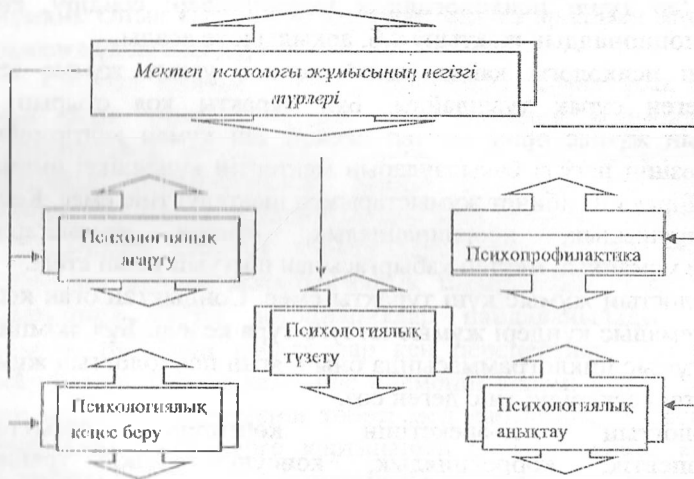 Мектеп психологы жұмысының негізгі
түрлері
Психологиялық
ағарту
Психопрофилактика
Психологиялық
түзету
Психологиялық
кеңес беру
Психологиялық
анықтау